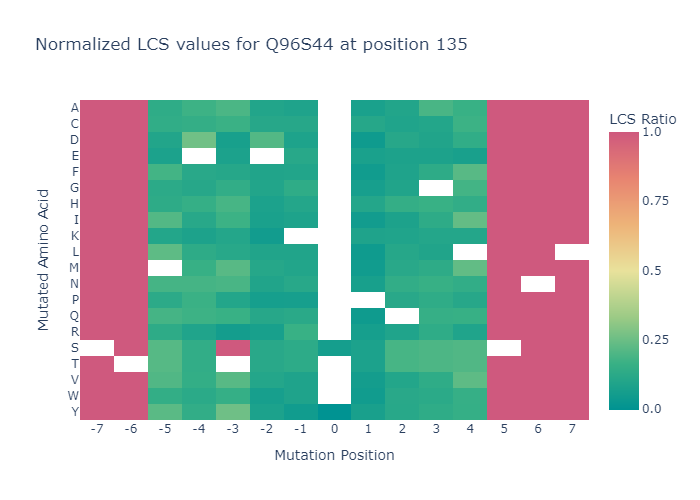 Normalized LCS values for Q96S44 at position 135
LCS Ratio
Mutated Amino Acid
A
C
D
E
F
G
H
I
K
L
M
N
P
Q
R
S
T
V
W
Y
1.0
0.75
0.5
0.25
0.0
-7 -6 -5 -4 -3 -2 -1 0 1 2 3 4 5 6 7
Mutation Position